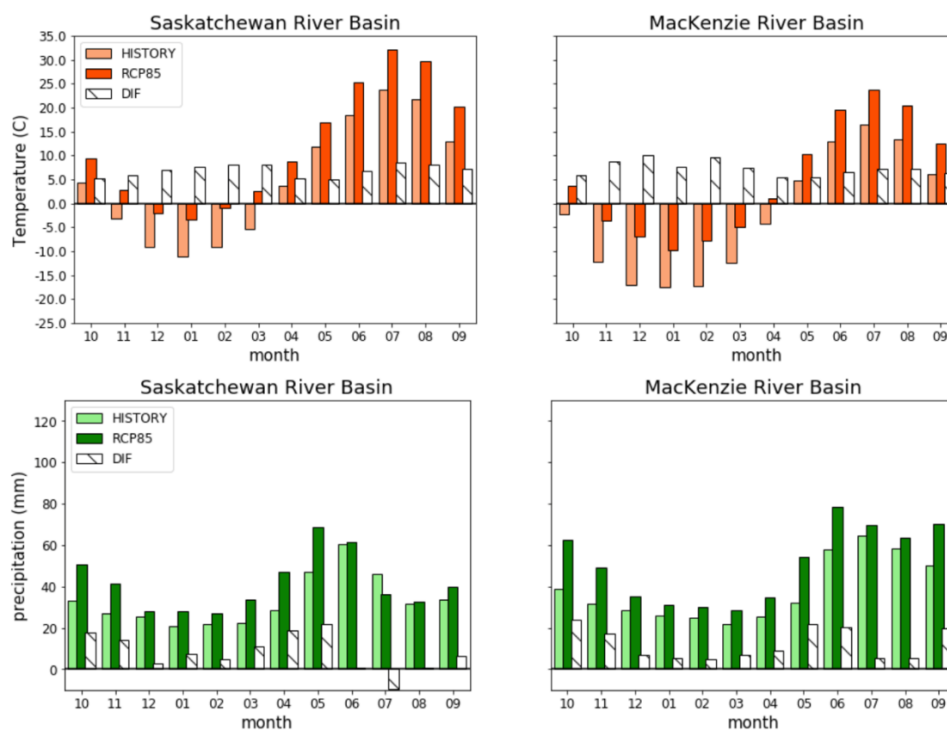 Saskatchewan River Basin
MacKenzie River Basin
35.0
30.0
25.0
20.0
15.0
10.0
5.0
0.0
-5.0
-10.0
-15.0
-20.0
-25.0
Temperature (C)
HISTORY
RCP85
DIF
10 11 12 01 02 03 04 05 06 07 08 09
month
10 11 12 01 02 03 04 05 06 07 08 09
month
Saskatchewan River Basin
MacKenzie River Basin
120
100
80
60
40
20
0
precipitation (mm)
HISTORY
RCP85
DIF
10 11 12 01 02 03 04 05 06 07 08 09
month
10 11 12 01 02 03 04 05 06 07 08 09
month